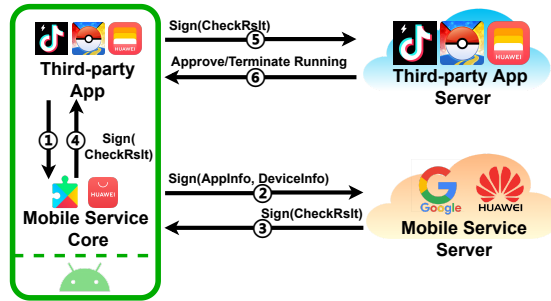 HUAWEI
Third-party
App
① ④ Sign(
CheckRslt)
HUAWEI
Mobile Service
Core
Sign(CheckRslt)
⑤
Approve/Terminate Running
⑥
Sign(AppInfo, DeviceInfo)
②
Sign(CheckRslt)
③
HUAWEI
Third-party App
Server
Google HUAWEI
Mobile Service
Server